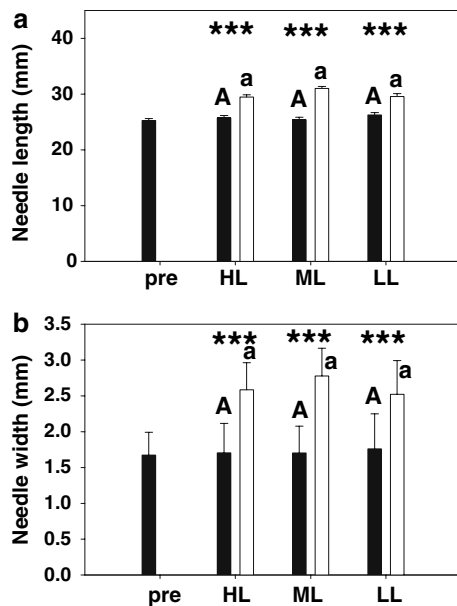 a
Needle length (mm)
40
30
20
10
0
*** *** ***
A a A a A a
pre HL ML LL
b
Needle width (mm)
3.5
3.0
2.5
2.0
1.5
1.0
0.5
0.0
*** *** ***
A a A a A a
pre HL ML LL